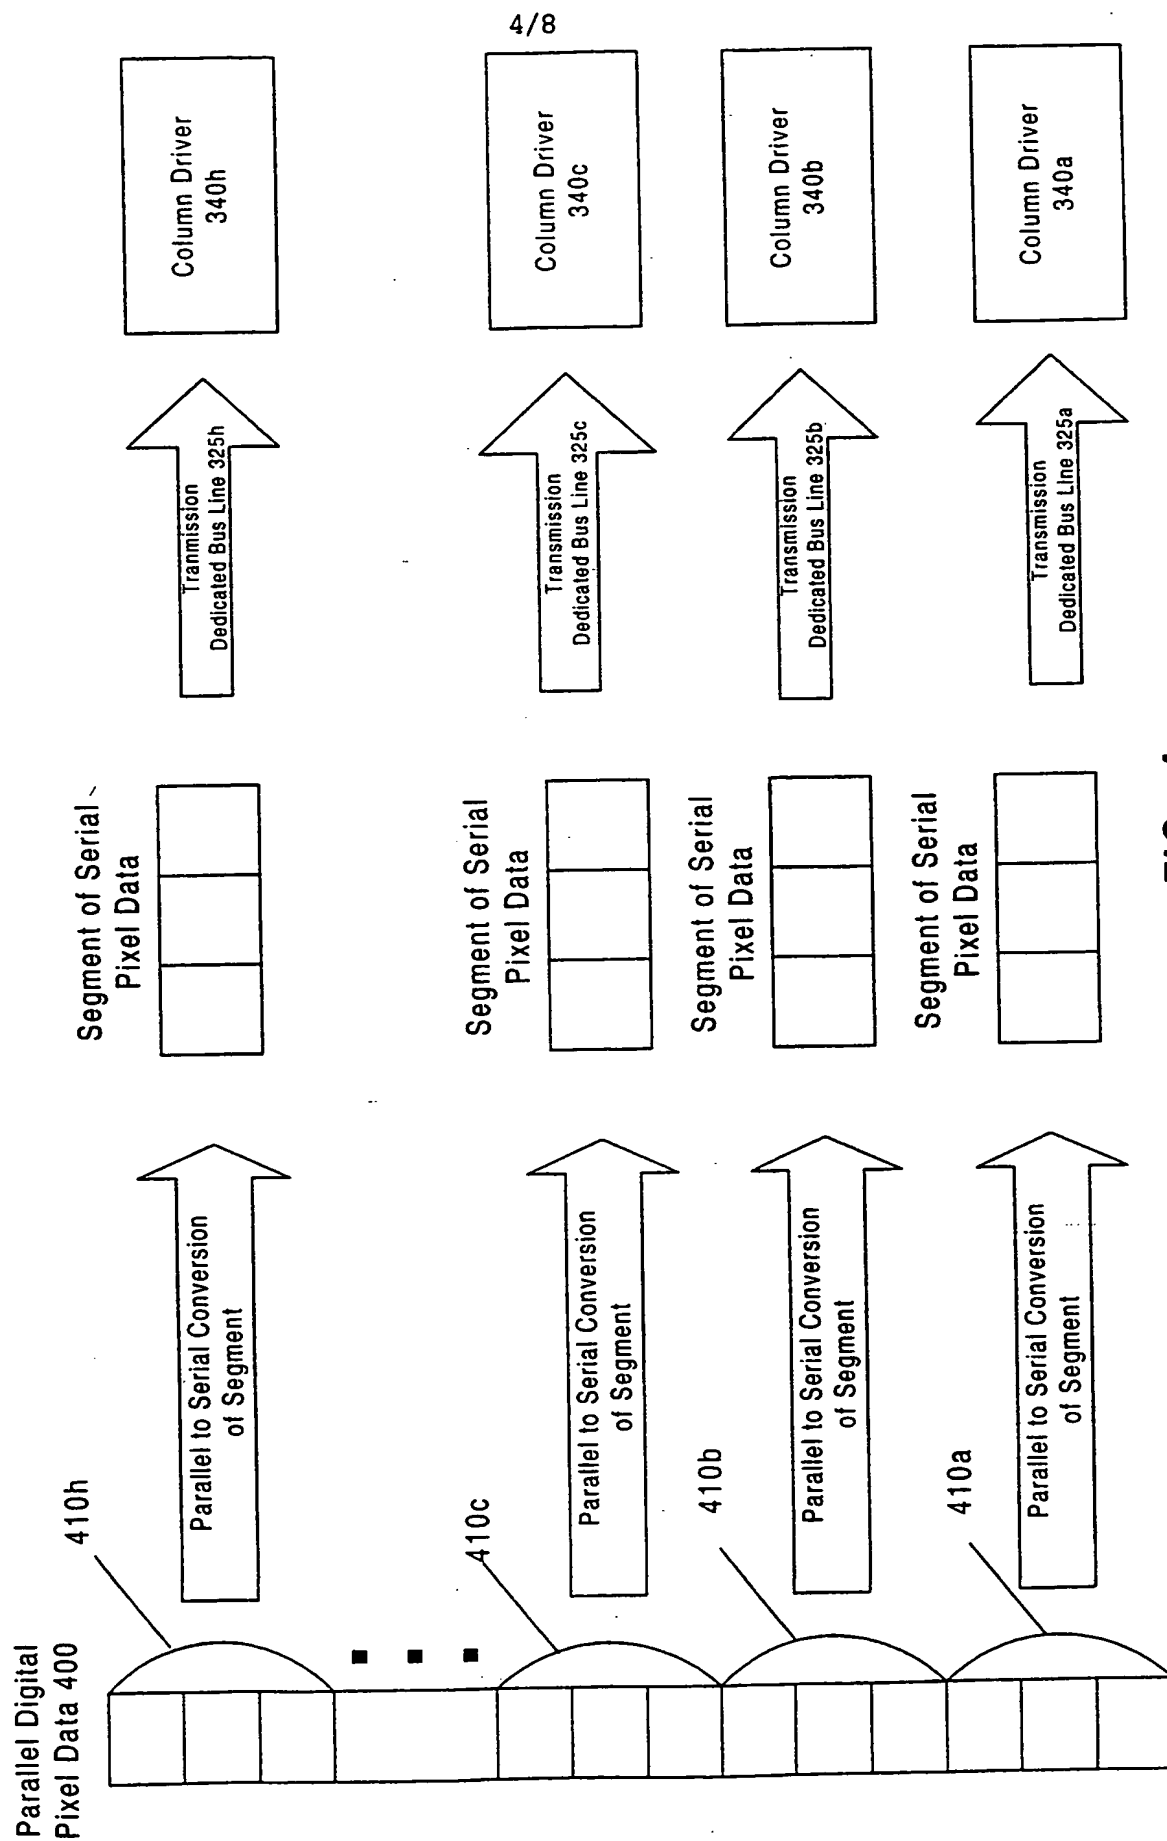 4/8
Parallel Digital
Pixel Data 400
410h
Parallel to Serial Conversion
of Segment
Segment of Serial
Pixel Data
Tranmission
Dedicated Bus Line 325h
Column Driver
340h
410c
Parallel to Serial Conversion
of Segment
Segment of Serial
Pixel Data
Transmission
Dedicated Bus Line 325c
Column Driver
340c
410b
Parallel to Serial Conversion
of Segment
Segment of Serial
Pixel Data
Transmission
Dedicated Bus Line 325b
Column Driver
340b
410a
Parallel to Serial Conversion
of Segment
Segment of Serial
Pixel Data
Transmission
Dedicated Bus Line 325a
Column Driver
340a